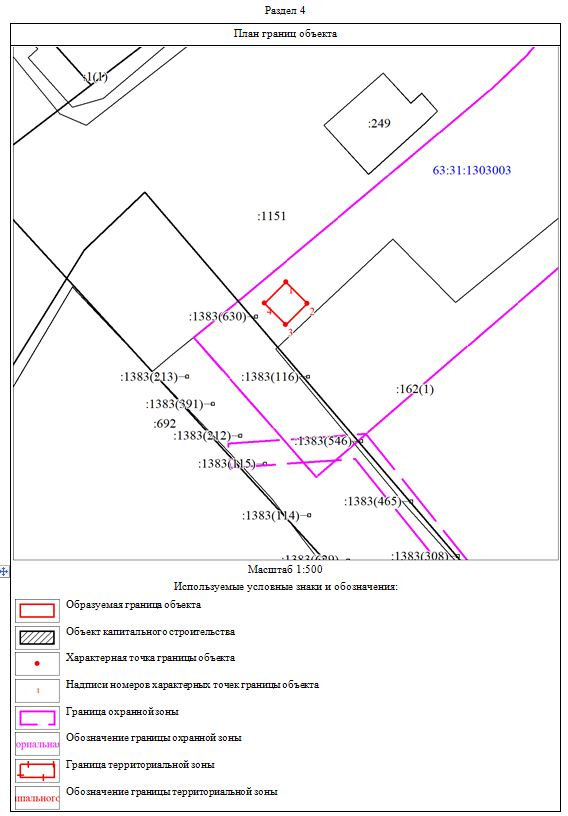 Раздел 4
План границ объекта
:1(1)
:249
63:31:1303003
:1151
1
2
4
3
:1383(630)
:1383(213)
:1383(116)
:162(1)
:1383(391)
:692
:1383(212)
:1383(546)
:1383(115)
:1383(465)
:1383(114)
:1383(308)
:1383(629)
Масштаб 1:500
Используемые условные знаки и обозначения:
Образуемая граница объекта
Объект капитального строительства
Характерная точка границы объекта
1
Надписи номеров характерных точек границы объекта
Граница охранной зоны
Обозначение границы охранной зоны
Граница территориальной зоны
ципального
Обозначение границы территориальной зоны